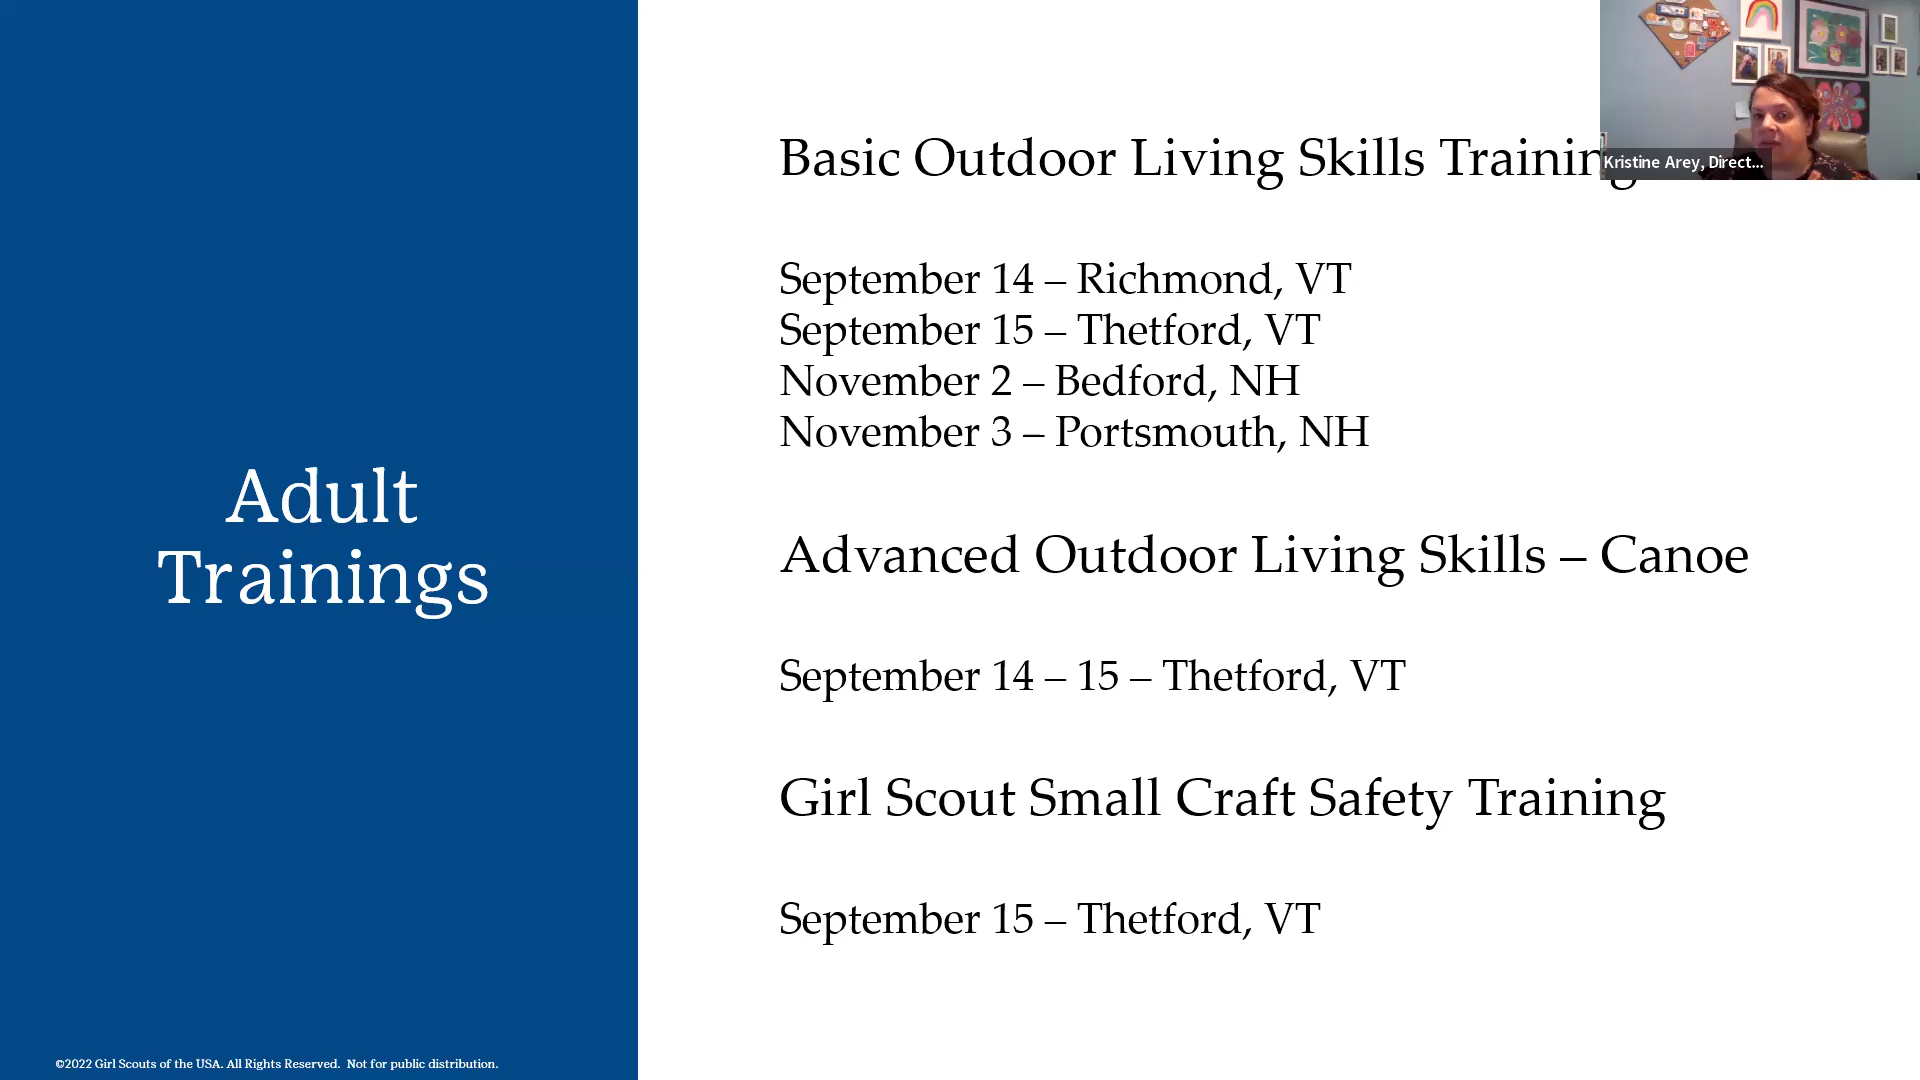 Basic Outdoor Living Skills Training
Kristine Arey, Direct...
September 14 – Richmond, VT
September 15 – Thetford, VT
November 2 – Bedford, NH
November 3 – Portsmouth, NH
Adult
Trainings
Advanced Outdoor Living Skills – Canoe
September 14 – 15 – Thetford, VT
Girl Scout Small Craft Safety Training
September 15 – Thetford, VT
©2022 Girl Scouts of the USA. All Rights Reserved. Not for public distribution.